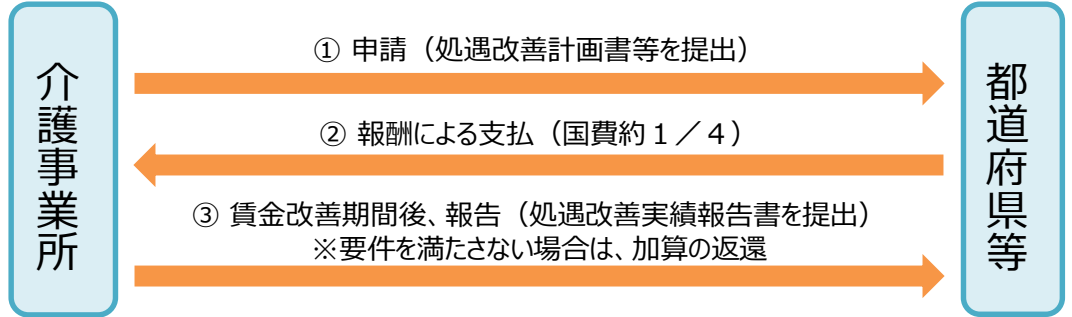 介護事業所
① 申請（処遇改善計画書等を提出）
② 報酬による支払（国費約１／４）
③ 賃金改善期間後、報告（処遇改善実績報告書を提出）
※要件を満たさない場合は、加算の返還
都道府県等